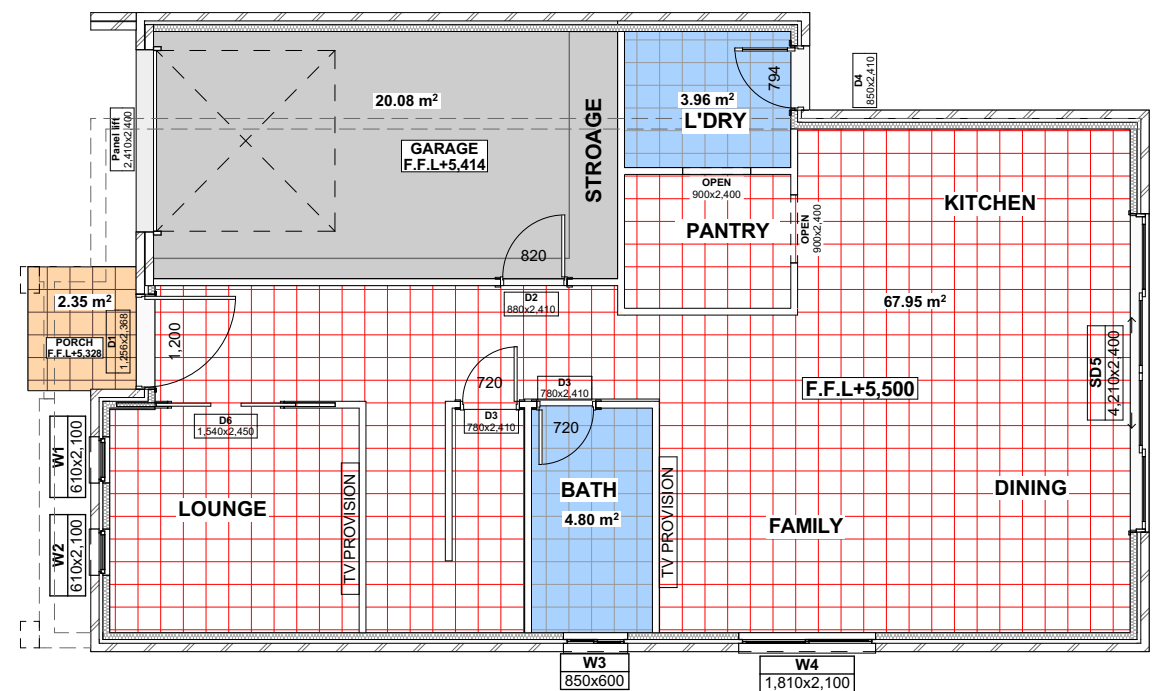 20.08 m²
GARAGE
F.F.L+5,414
STROAGE
Panel lift
2,410x2,400
3.96 m²
L'DRY
794
D4
850x2,410
OPEN
900x2,400
PANTRY
OPEN
900x2,400
KITCHEN
820
D2
880x2,410
2.35 m²
PORCH
F.F.L+5,328
D1
1,256x2,368
1,200
67.95 m²
F.F.L+5,500
SD5
4,210x2,400
720
D3
780x2,410
D3
780x2,410
720
D6
1,540x2,450
W1
610x2,100
W2
610x2,100
LOUNGE
TV PROVISION
BATH
4.80 m²
TV PROVISION
FAMILY
DINING
W3
850x600
W4
1,810x2,100